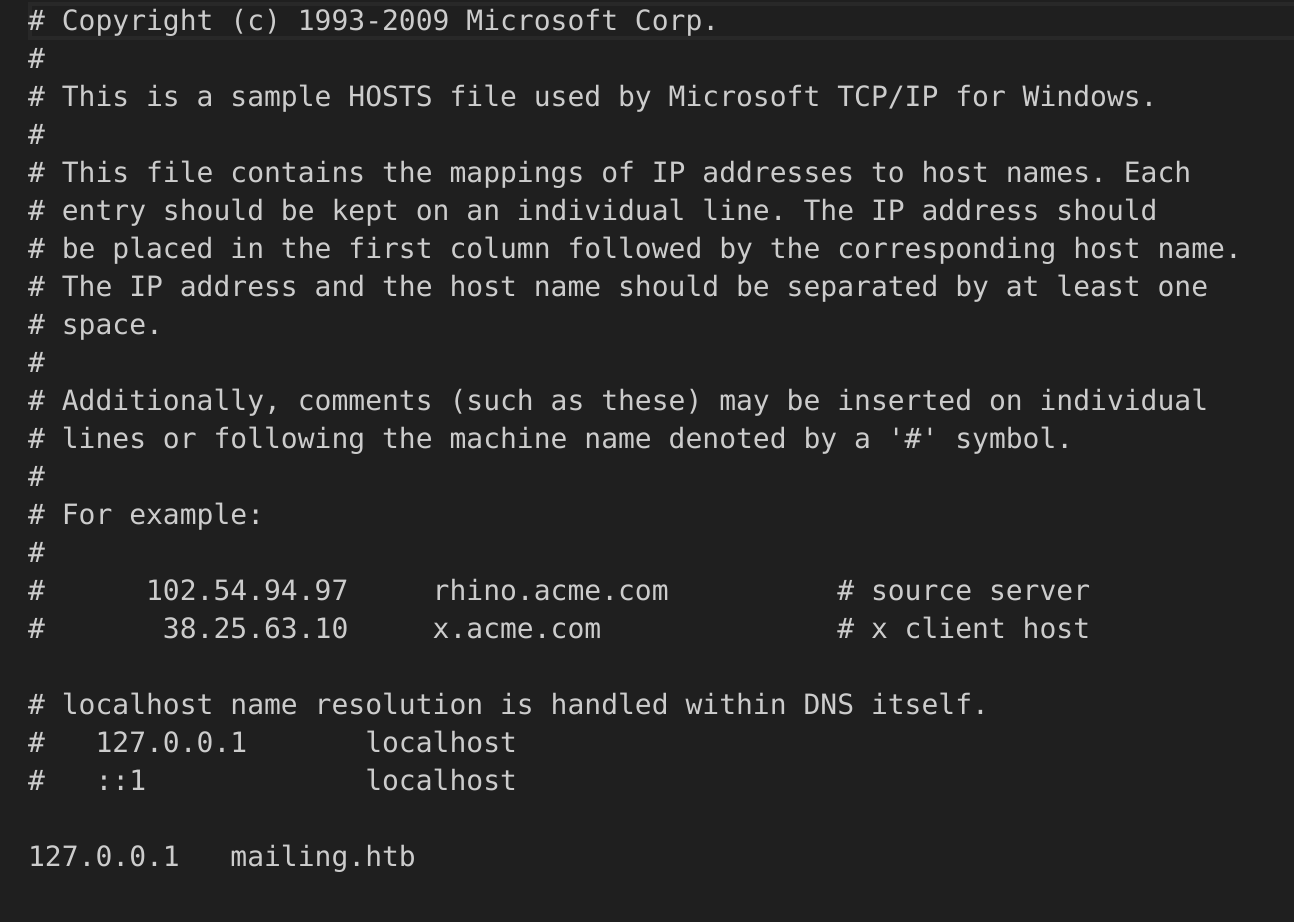 # Copyright (c) 1993-2009 Microsoft Corp.
#
# This is a sample HOSTS file used by Microsoft TCP/IP for Windows.
#
# This file contains the mappings of IP addresses to host names. Each
# entry should be kept on an individual line. The IP address should
# be placed in the first column followed by the corresponding host name.
# The IP address and the host name should be separated by at least one
# space.
#
# Additionally, comments (such as these) may be inserted on individual
# lines or following the machine name denoted by a '#' symbol.
#
# For example:
#
#      102.54.94.97     rhino.acme.com          # source server
#       38.25.63.10     x.acme.com              # x client host

# localhost name resolution is handled within DNS itself.
#   127.0.0.1       localhost
#   ::1             localhost

127.0.0.1   mailing.htb